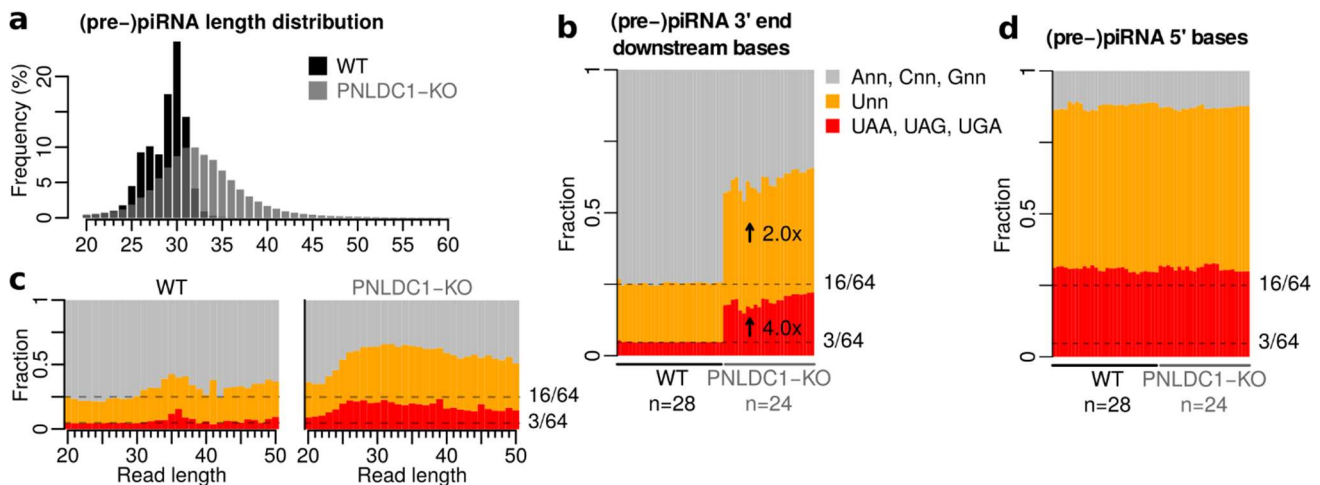 a
(pre-)piRNA length distribution
Frequency (%)
0
5
10
20
20
25
30
35
40
45
50
55
60
WT
PNLDC1-KO
b
(pre-)piRNA 3' end
downstream bases
Fraction
0
0.5
1
Ann, Cnn, Gnn
Unn
UAA, UAG, UGA
2.0x
4.0x
16/64
3/64
WT
PNLDC1-KO
n=28
n=24
d
(pre-)piRNA 5' bases
Fraction
0
0.5
1
16/64
3/64
WT
PNLDC1-KO
n=28
n=24
c
WT
PNLDC1-KO
Fraction
0
0.5
1
16/64
3/64
20
30
40
50
20
30
40
50
Read length
Read length